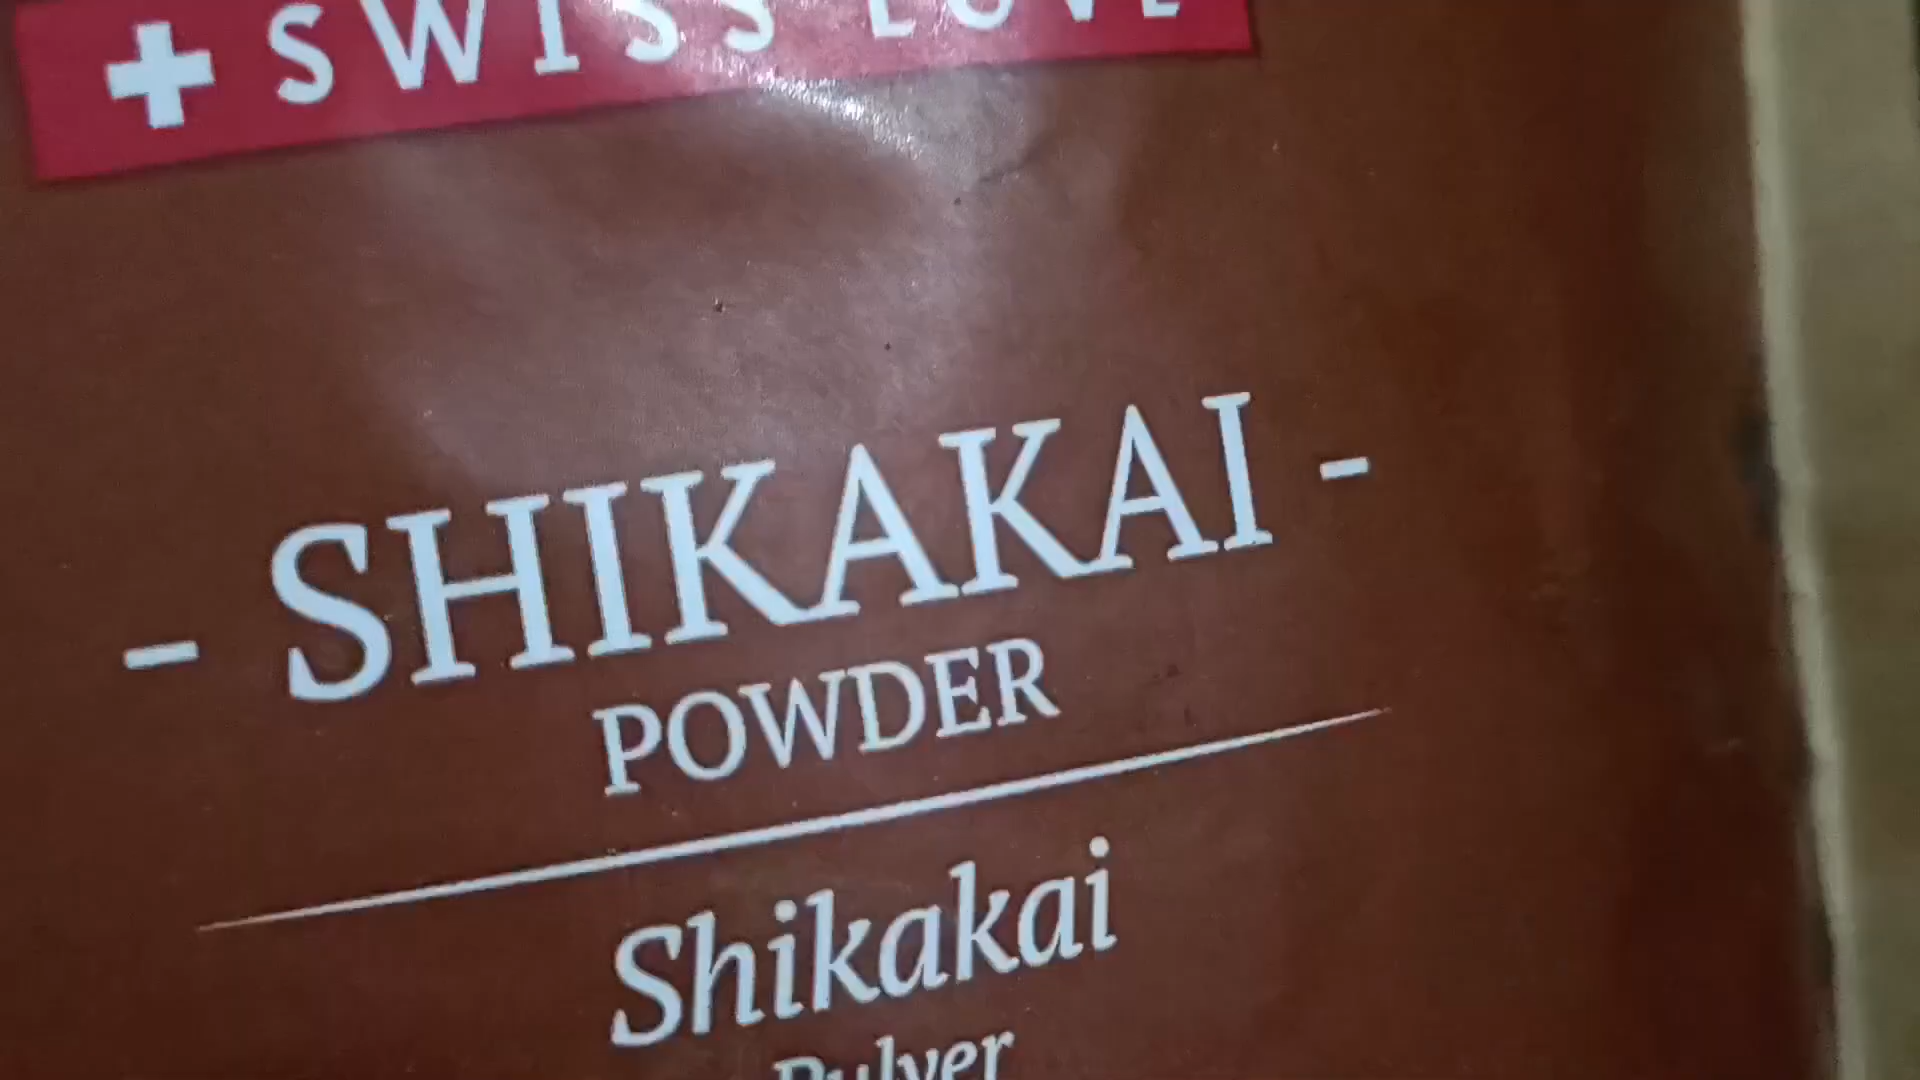 SWISS LOVE
- SHIKAKAI -
POWDER
Shikakai
Pulver